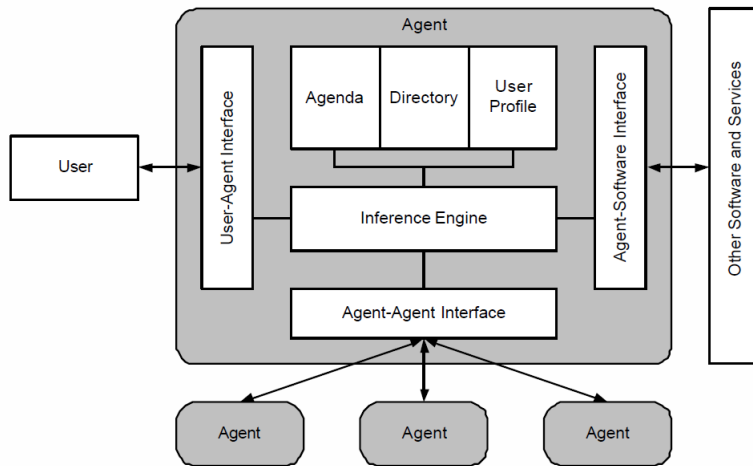 Agent
Agenda
Directory
User
Profile
User
User-Agent Interface
Inference Engine
Agent-Software Interface
Other Software and Services
Agent-Agent Interface
Agent
Agent
Agent